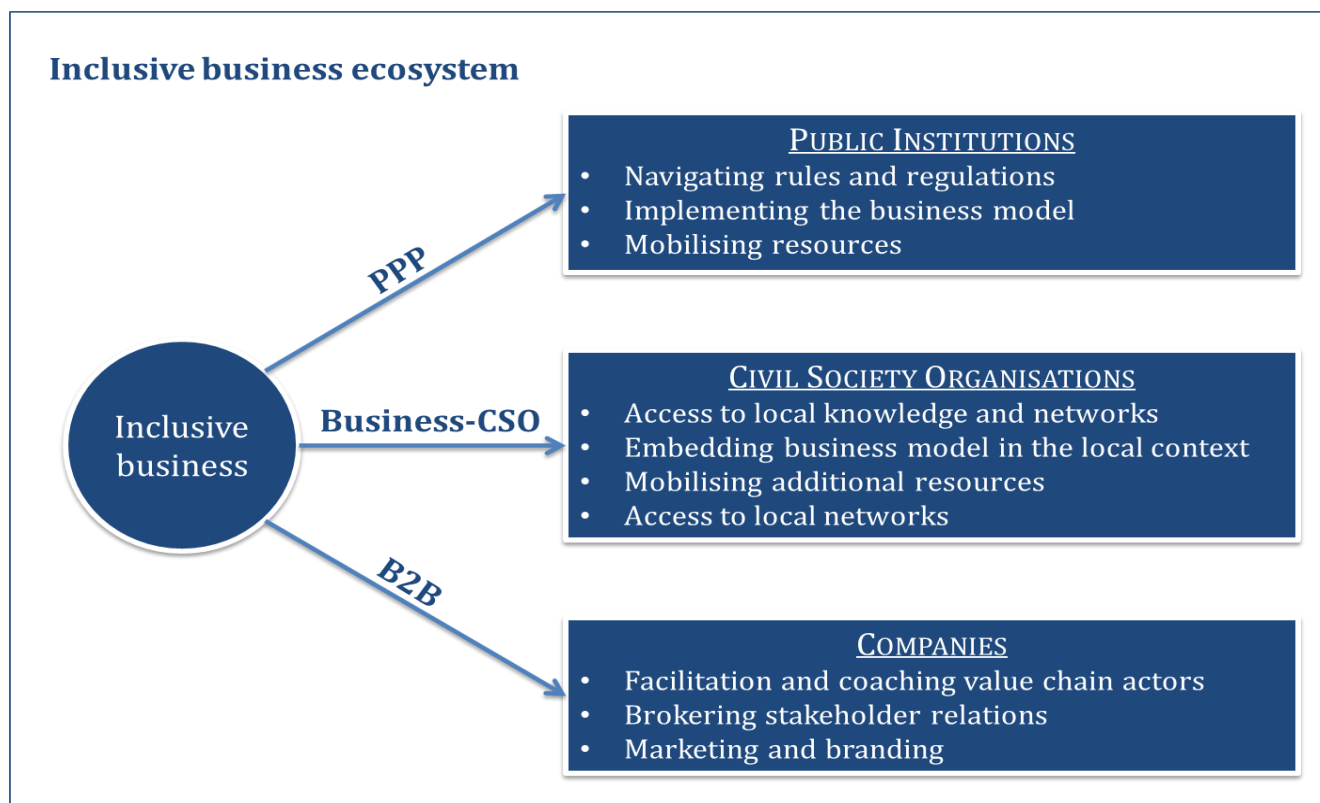 Inclusive business ecosystem
PUBLIC INSTITUTIONS
• Navigating rules and regulations
• Implementing the business model
• Mobilising resources
PPP
CIVIL SOCIETY ORGANISATIONS
• Access to local knowledge and networks
• Embedding business model in the local context
• Mobilising additional resources
• Access to local networks
Business-CSO
Inclusive
business
B2B
COMPANIES
• Facilitation and coaching value chain actors
• Brokering stakeholder relations
• Marketing and branding